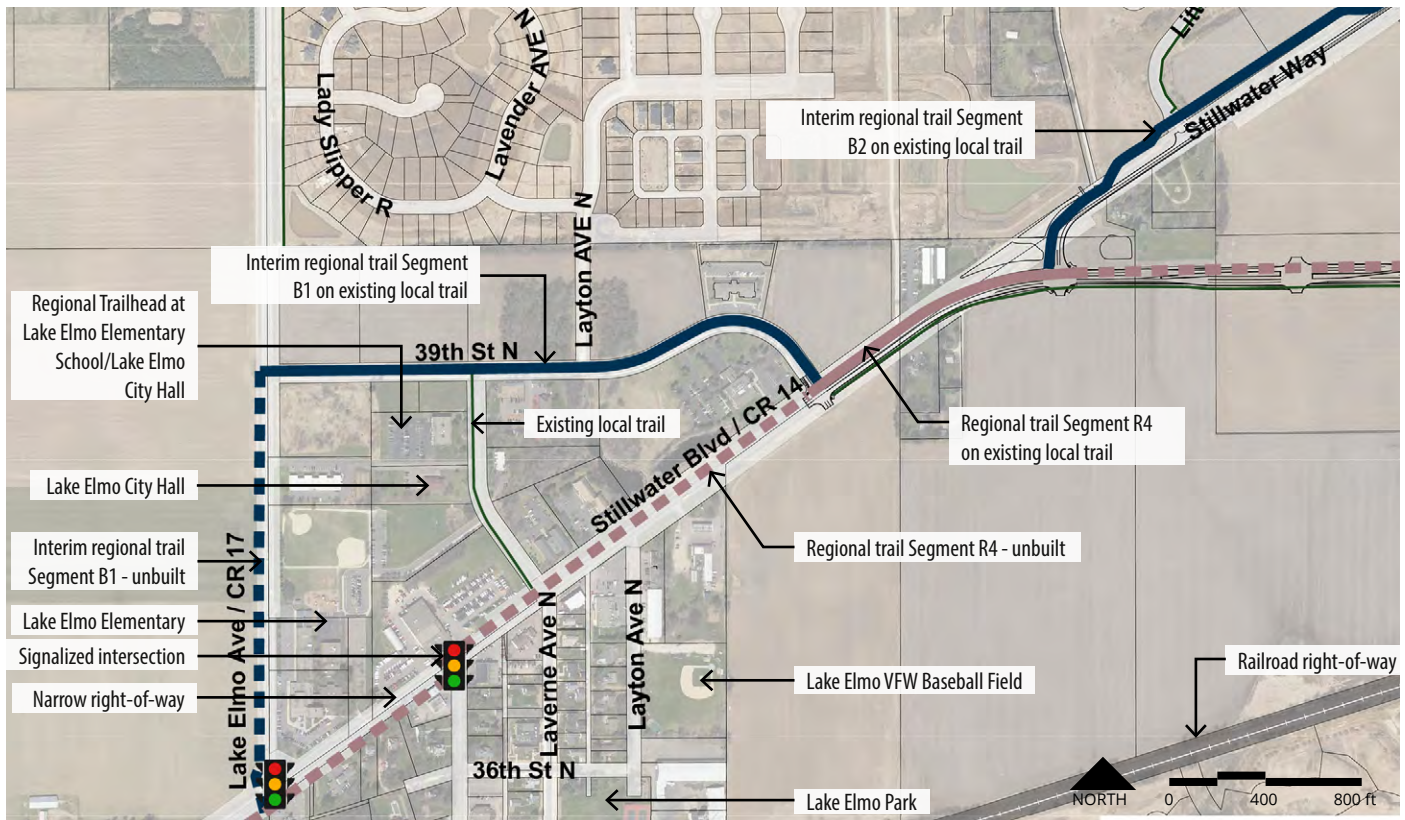 Lady Slipper R
Lavender AVE N
Layton AVE N
Stillwater Way
Interim regional trail Segment
B2 on existing local trail
Interim regional trail Segment
B1 on existing local trail
Regional Trailhead at
Lake Elmo Elementary
School/Lake Elmo
City Hall
39th St N
Existing local trail
Stillwater Blvd / CR 14
Regional trail Segment R4
on existing local trail
Lake Elmo City Hall
Interim regional trail
Segment B1 - unbuilt
Lake Elmo Ave / CR 17
Regional trail Segment R4 - unbuilt
Lake Elmo Elementary
Signalized intersection
Narrow right-of-way
Laverne Ave N
Layton Ave N
Lake Elmo VFW Baseball Field
Railroad right-of-way
36th St N
Lake Elmo Park
NORTH
0 400 800 ft